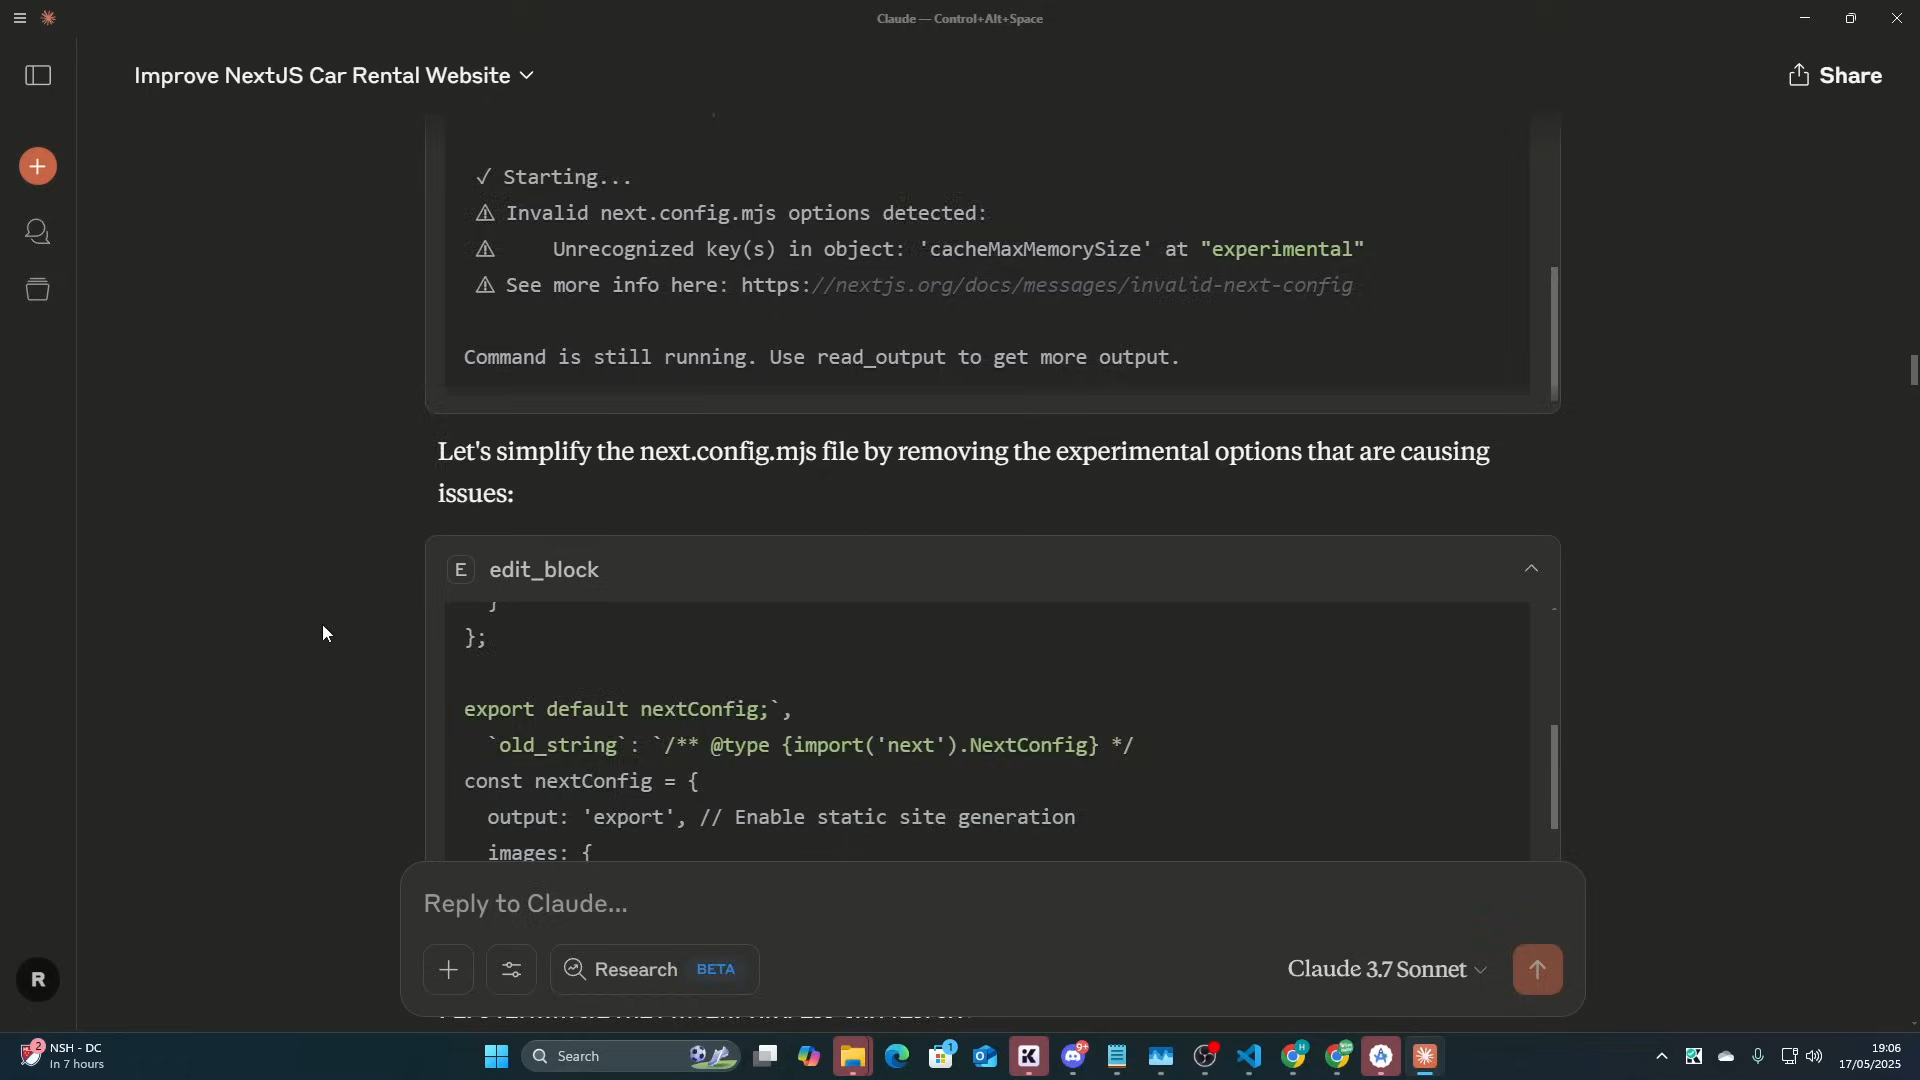 Claude — Control+Alt+Space
Improve NextJS Car Rental Website
Share
✓ Starting...
⚠ Invalid next.config.mjs options detected:
⚠     Unrecognized key(s) in object: 'cacheMaxMemorySize' at "experimental"
⚠ See more info here: https://nextjs.org/docs/messages/invalid-next-config
Command is still running. Use read_output to get more output.
Let's simplify the next.config.mjs file by removing the experimental options that are causing
issues:
E edit_block
}
};
export default nextConfig;`,
`old_string`: `/** @type {import('next').NextConfig} */
const nextConfig = {
output: 'export', // Enable static site generation
images: {
Reply to Claude...
Research BETA
Claude 3.7 Sonnet
R
2
NSH - DC
In 7 hours
Search
1
9+
19:06
17/05/2025